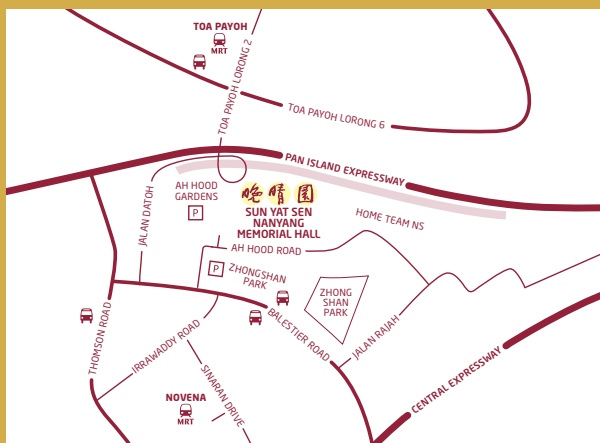 TOA PAYOH
MRT
TOA PAYOH LORONG 2
TOA PAYOH LORONG 6
PAN ISLAND EXPRESSWAY
AH HOOD
GARDENS
P
JALAN DATOH
晚晴園
SUN YAT SEN
NANYANG
MEMORIAL HALL
HOME TEAM NS
AH HOOD ROAD
P
ZHONGSHAN
PARK
ZHONG
SHAN
PARK
THOMSON ROAD
BALESTIER ROAD
JALAN RAJAH
IRRAWADDY ROAD
SINARAN DRIVE
CENTRAL EXPRESSWAY
NOVENA
MRT